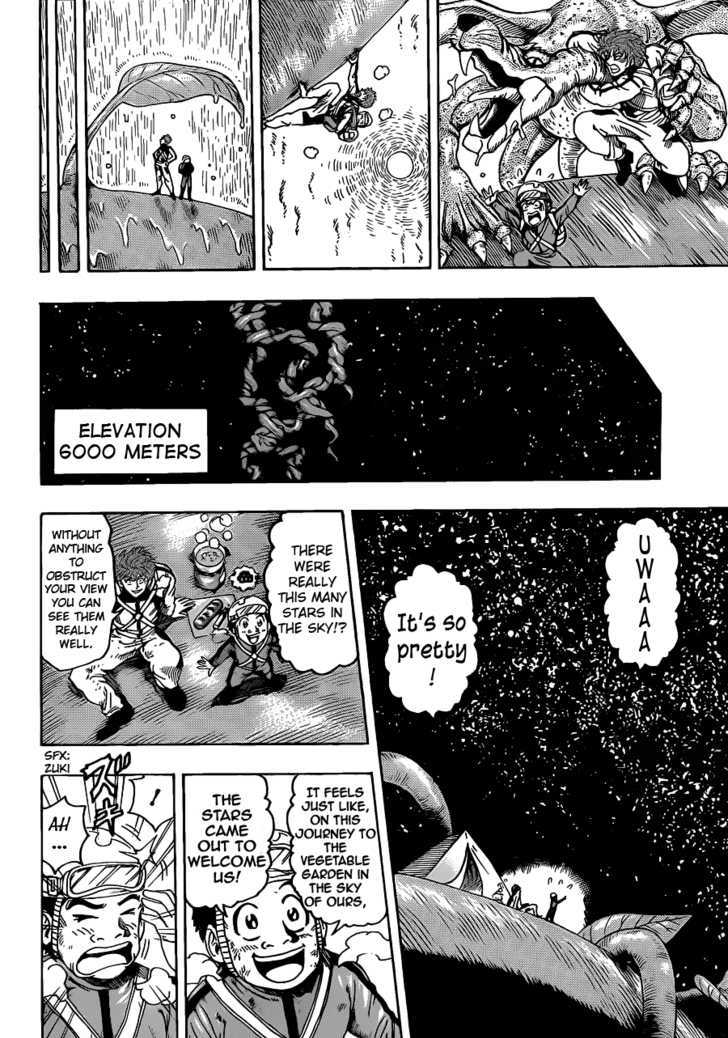 ELEVATION
6000 METERS
UWAAA
It's so
pretty
!
THERE
WERE
REALLY
THIS MANY
STARS IN
THE SKY!?
WITHOUT
ANYTHING
TO
OBSTRUCT
YOUR VIEW
YOU CAN
SEE THEM
REALLY
WELL.
IT FEELS
JUST LIKE,
ON THIS
JOURNEY TO
THE
VEGETABLE
GARDEN IN
THE SKY
OF OURS,
THE
STARS
CAME
OUT TO
WELCOME
US!
SFX:
ZUKI
ズキ
!
AH
...